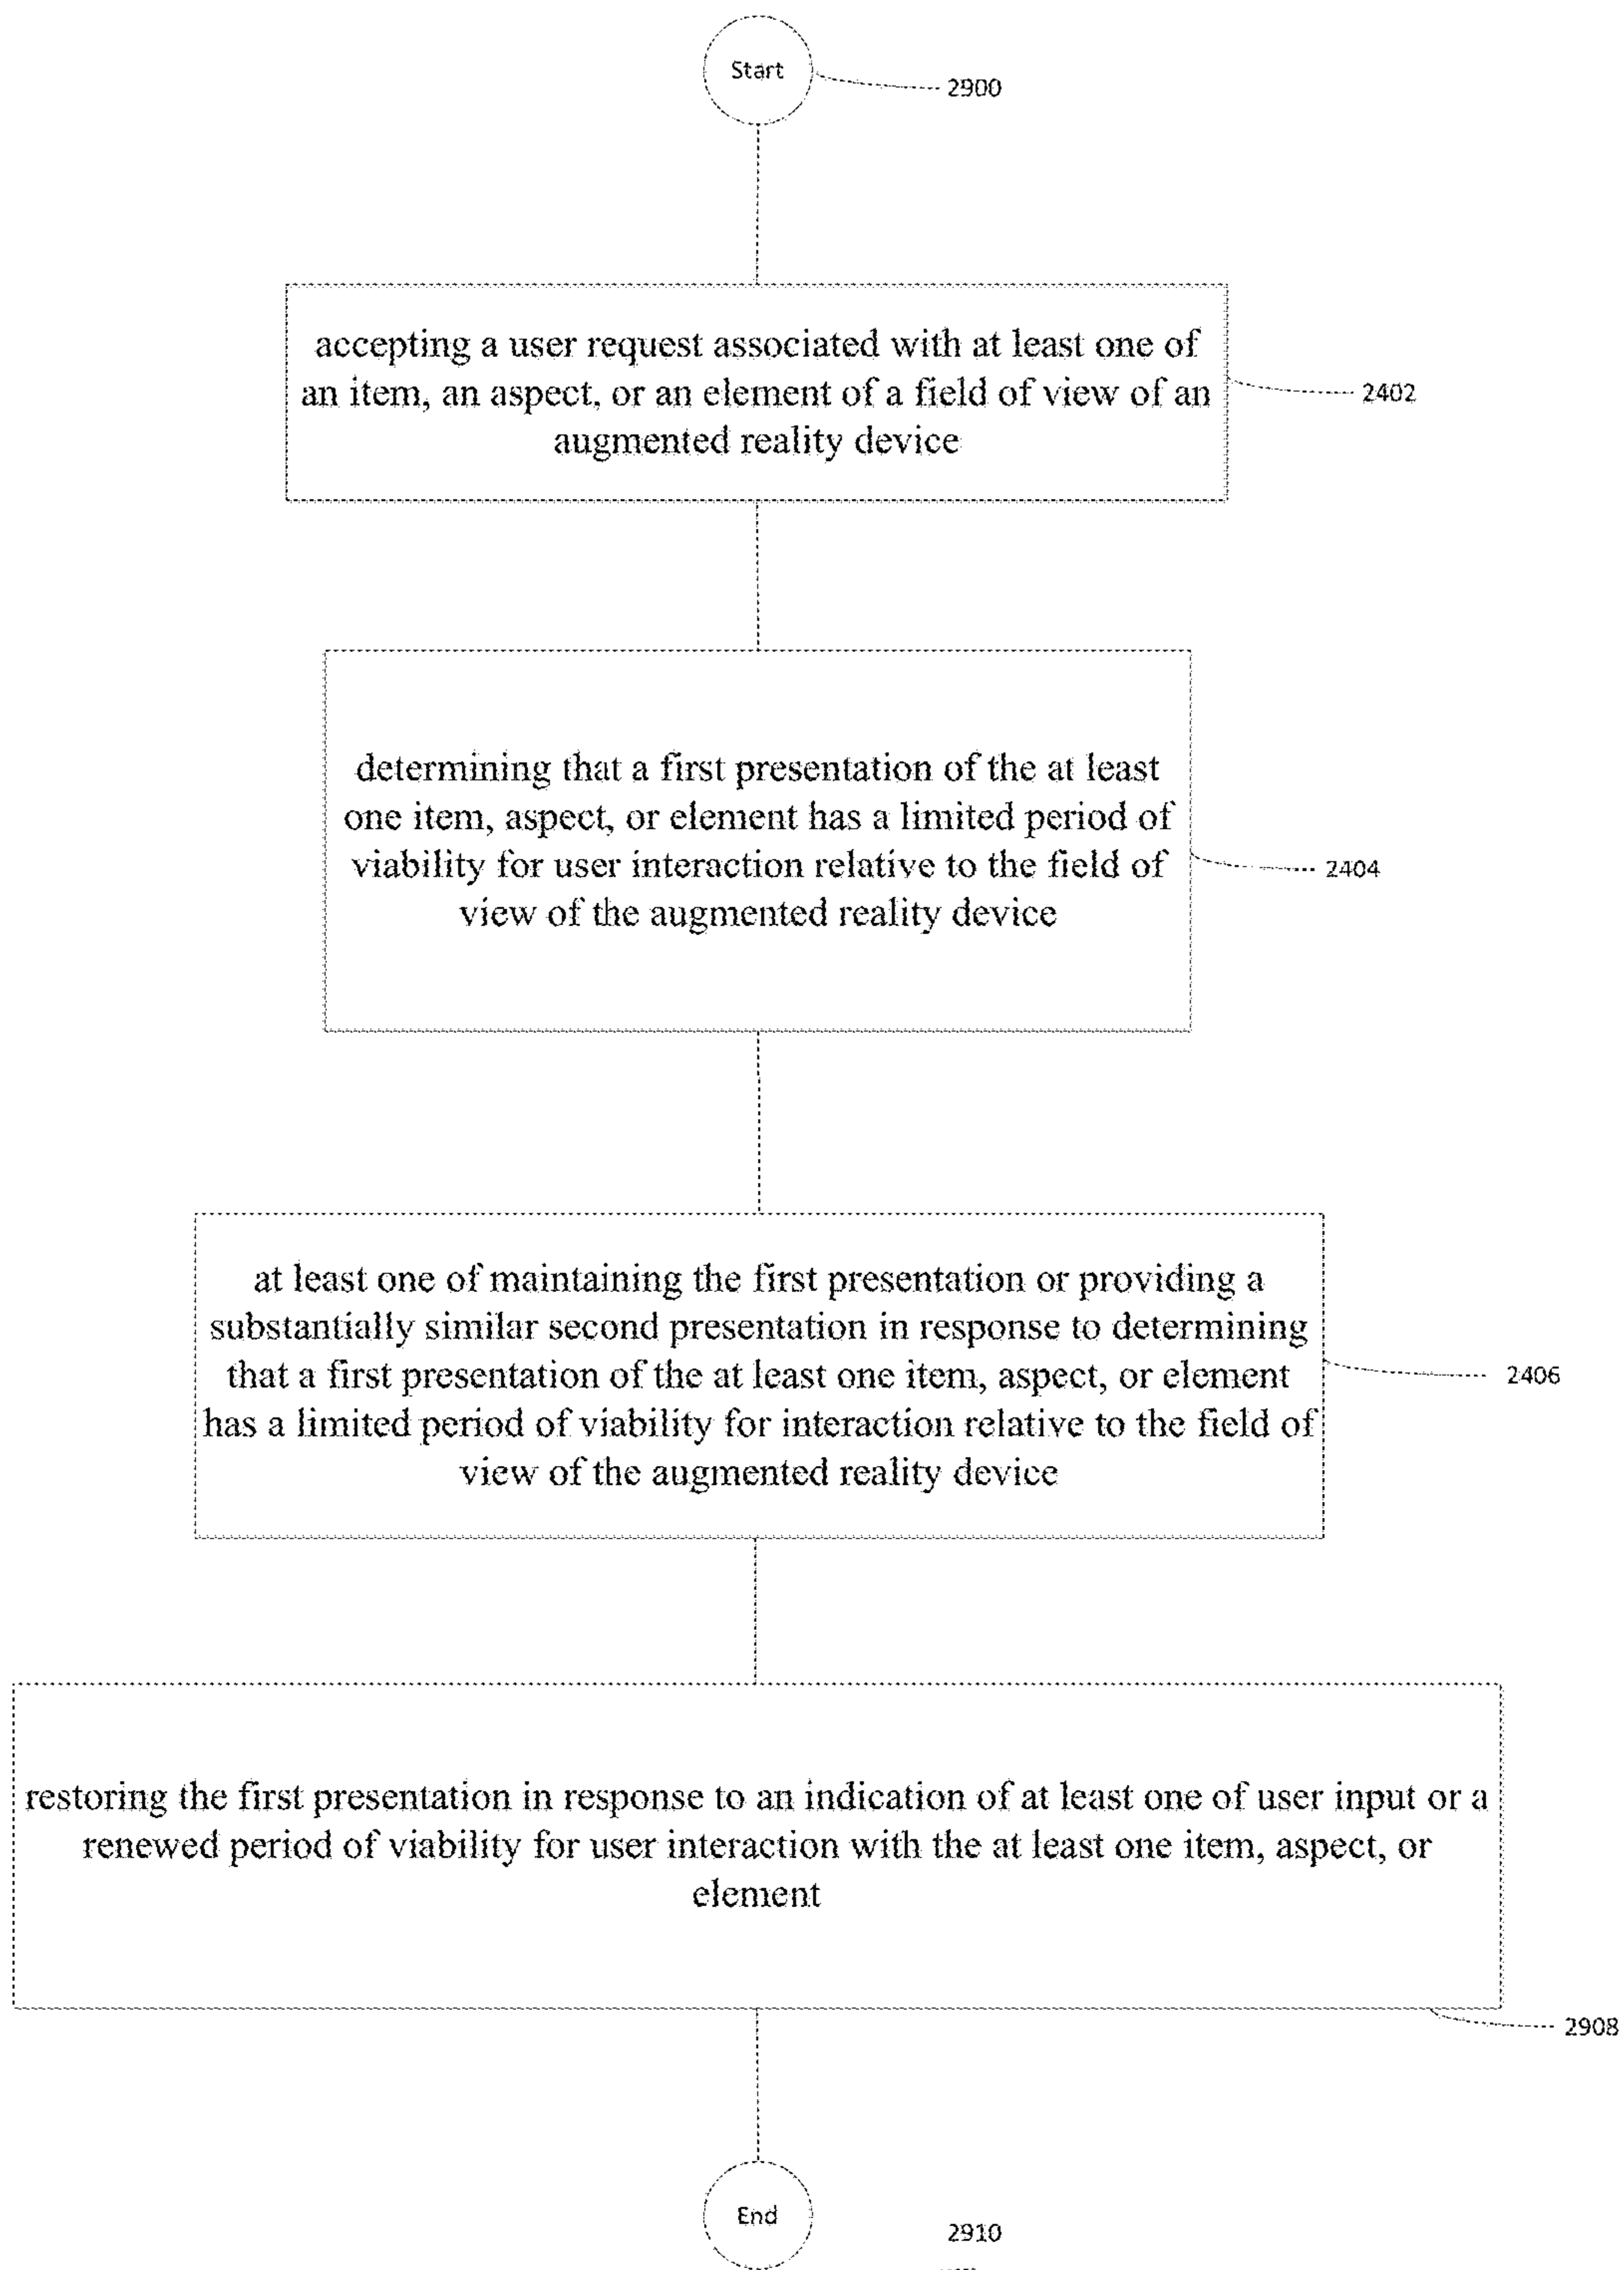 Start
2900
accepting a user request associated with at least one of
an item, an aspect, or an element of a field of view of an
augmented reality device
2402
determining that a first presentation of the at least
one item, aspect, or element has a limited period of
viability for user interaction relative to the field of
view of the augmented reality device
2404
at least one of maintaining the first presentation or providing a
substantially similar second presentation in response to determining
that a first presentation of the at least one item, aspect, or element
has a limited period of viability for interaction relative to the field of
view of the augmented reality device
2406
restoring the first presentation in response to an indication of at least one of user input or a
renewed period of viability for user interaction with the at least one item, aspect, or
element
2908
End
2910